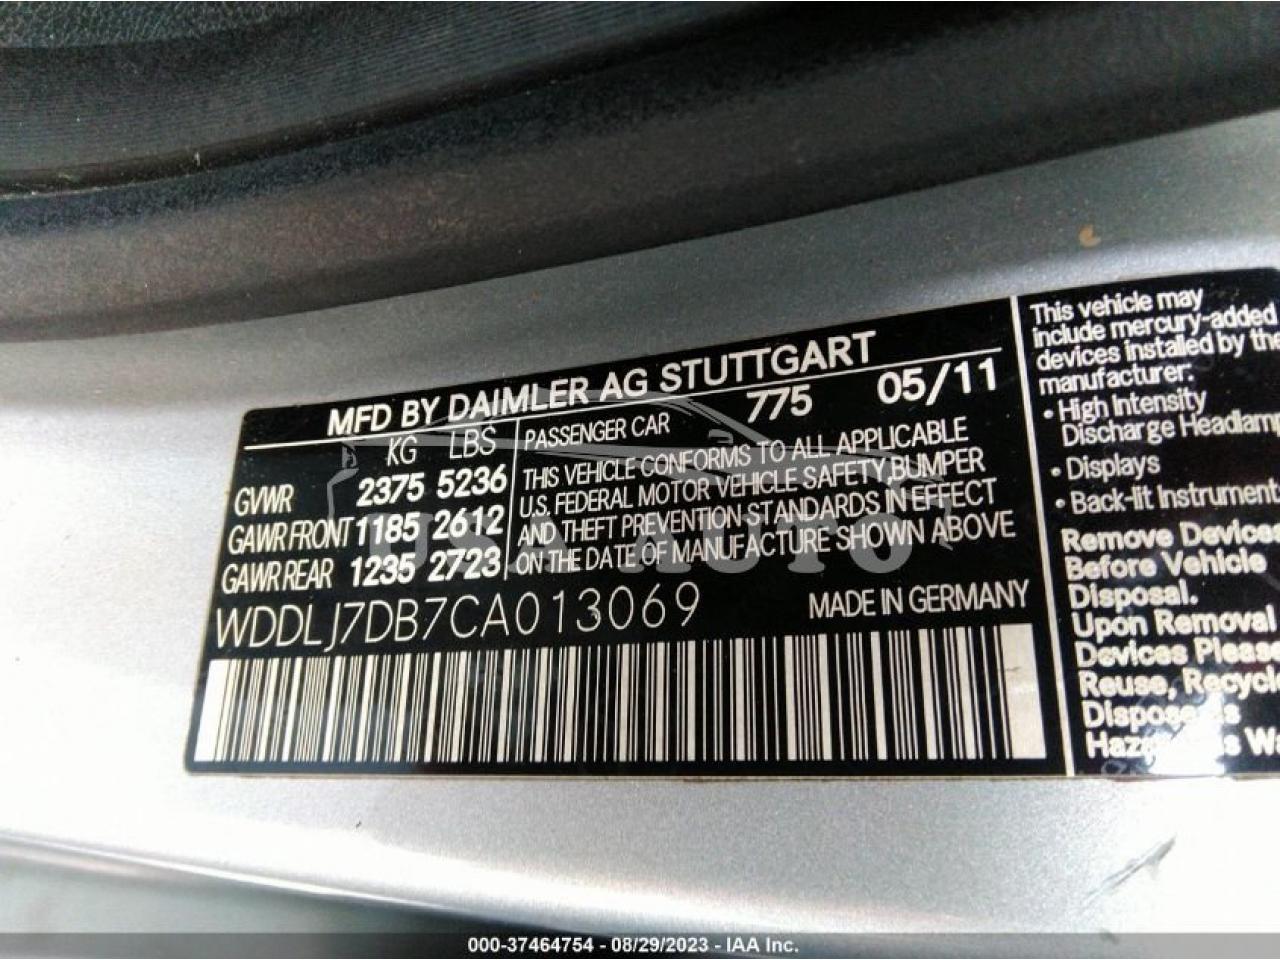 MFD BY DAIMLER AG STUTTGART
KG LBS
GVWR 2375 5236
GAWR FRONT 1185 2612
GAWR REAR 1235 2723
PASSENGER CAR 775 05/11
THIS VEHICLE CONFORMS TO ALL APPLICABLE
U.S. FEDERAL MOTOR VEHICLE SAFETY, BUMPER
AND THEFT PREVENTION STANDARDS IN EFFECT
ON THE DATE OF MANUFACTURE SHOWN ABOVE
WDDLJ7DB7CA013069 MADE IN GERMANY
This vehicle may
include mercury-added
devices installed by the
manufacturer:
• High Intensity
Discharge Headlamp
• Displays
• Back-lit Instrument
Remove Devices
Before Vehicle
Disposal.
Upon Removal
Devices Please
Reuse, Recycle
Dispose as
US AUTO
000-37464754 - 08/29/2023 - IAA Inc.